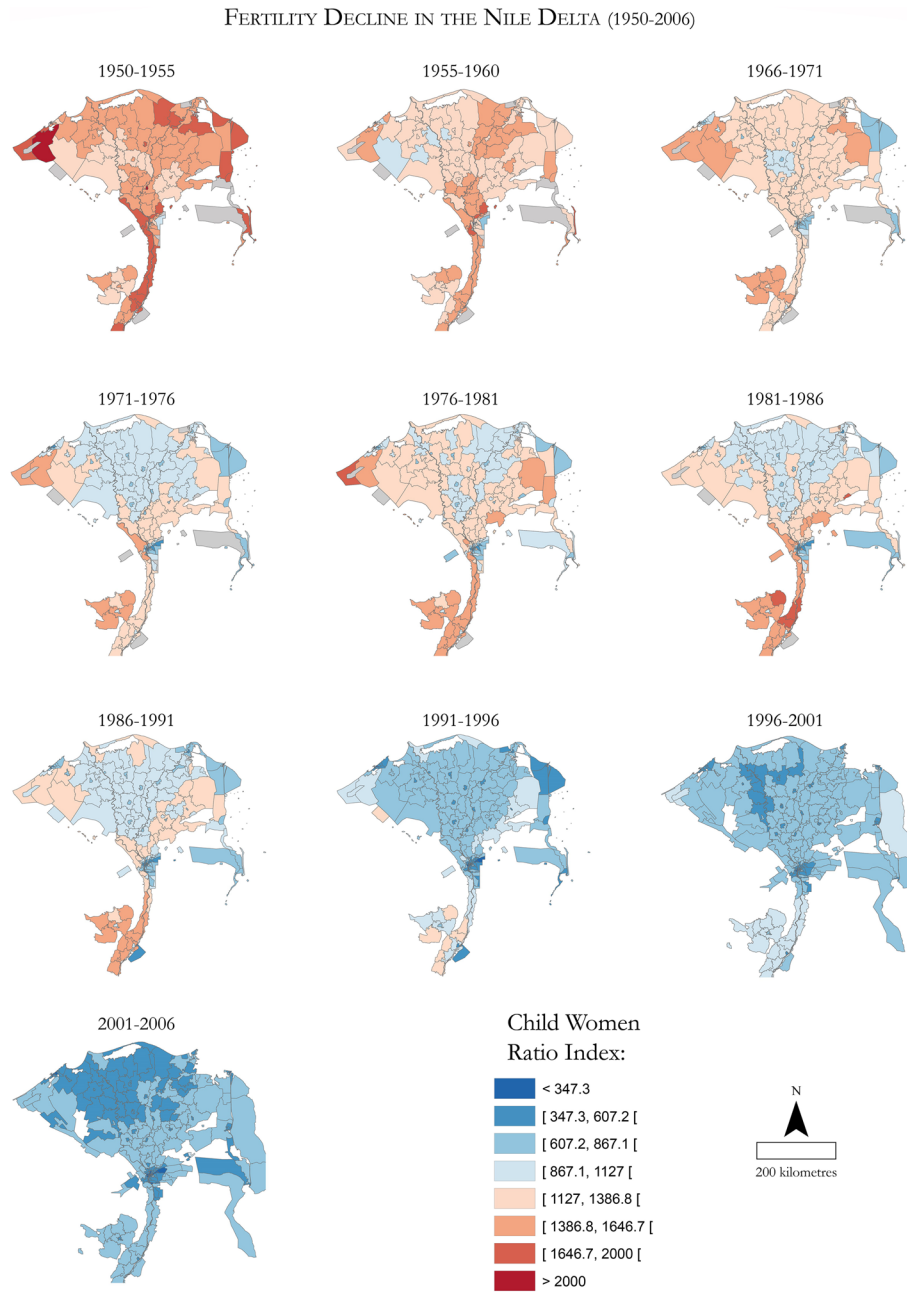 Fertility Decline in the Nile Delta (1950-2006)
1950-1955
1955-1960
1966-1971
1971-1976
1976-1981
1981-1986
1986-1991
1991-1996
1996-2001
2001-2006
Child Women
Ratio Index:
< 347.3
[ 347.3, 607.2 [
[ 607.2, 867.1 [
[ 867.1, 1127 [
[ 1127, 1386.8 [
[ 1386.8, 1646.7 [
[ 1646.7, 2000 [
> 2000
N
200 kilometres